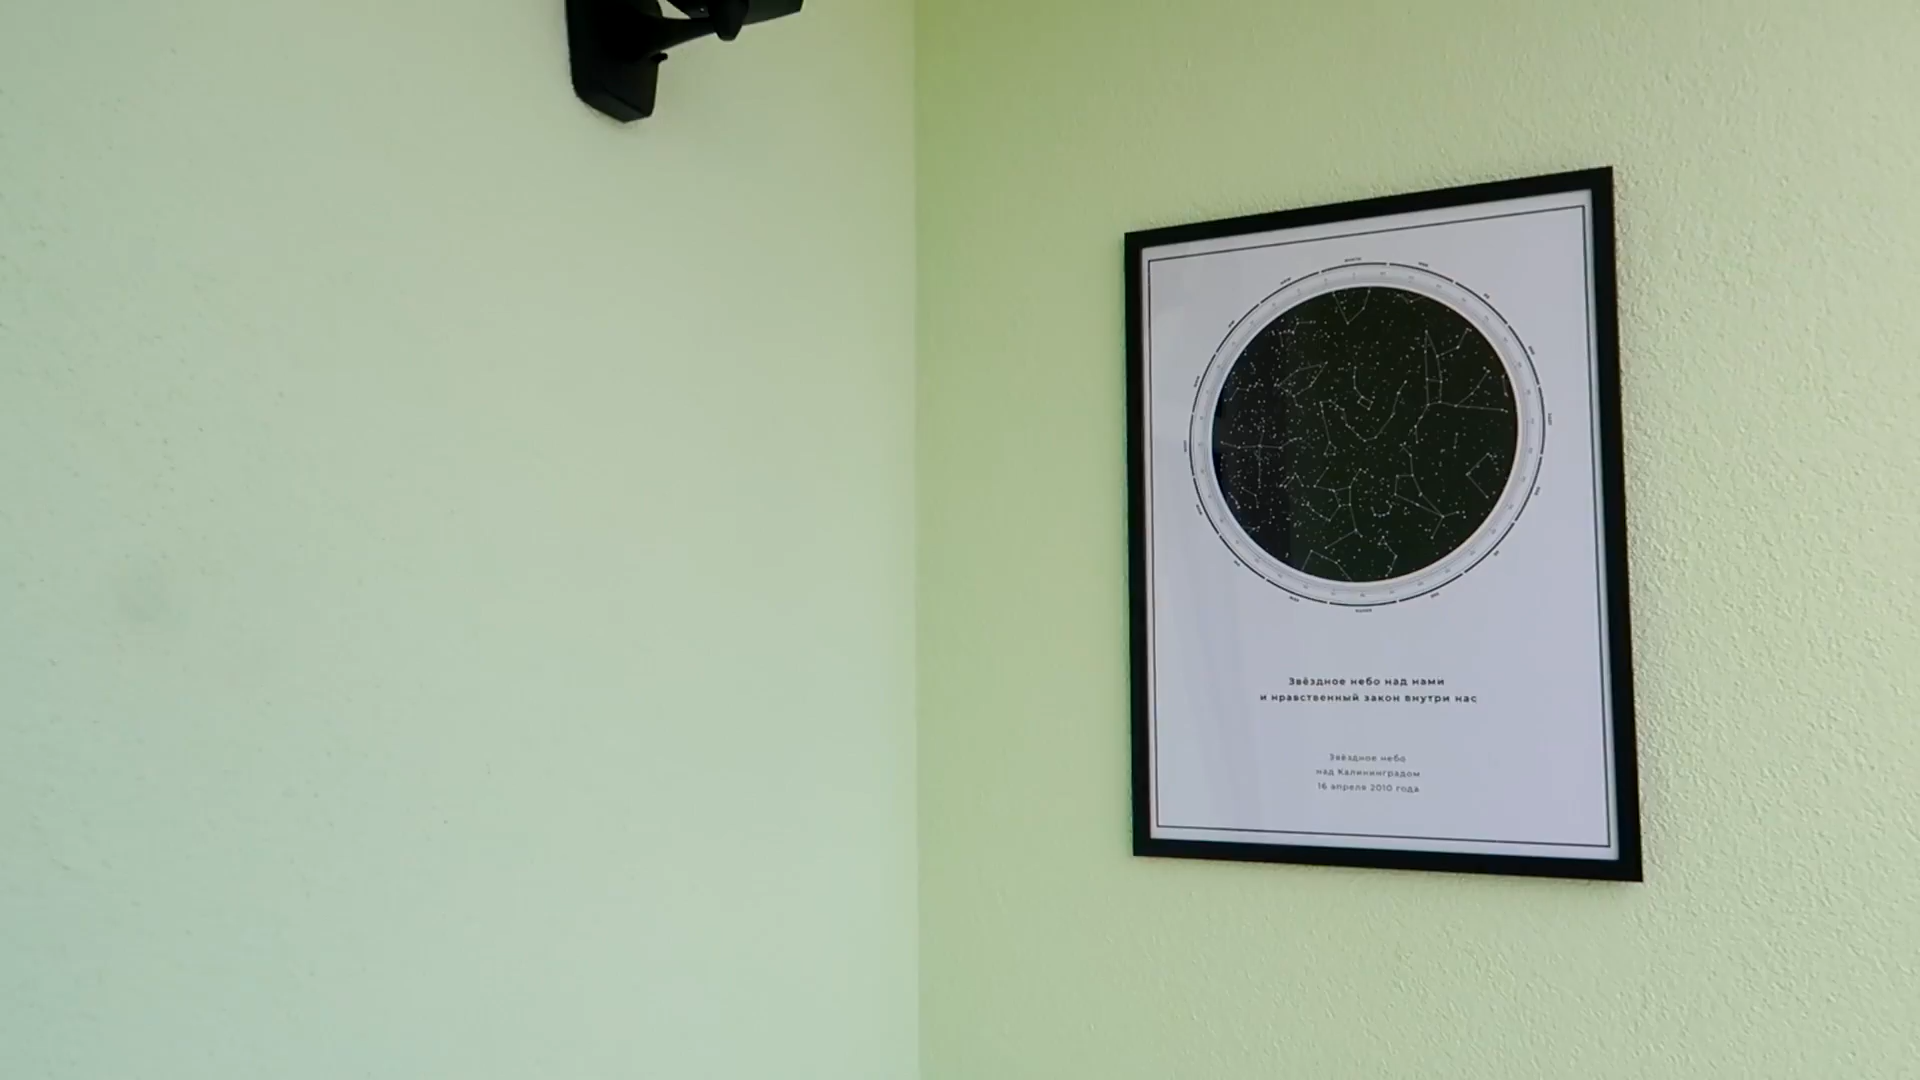 Звёздное небо над нами
и нравственный закон внутри нас
Звёздное небо
над Калининградом
16 апреля 2010 года